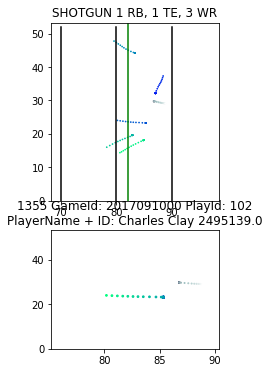 SHOTGUN 1 RB, 1 TE, 3 WR
50
40
30
20
10
0
70 80 90
1355 GameId: 2017091000 PlayId: 102
PlayerName + ID: Charles Clay 2495139.0
40
20
0
80 85 90